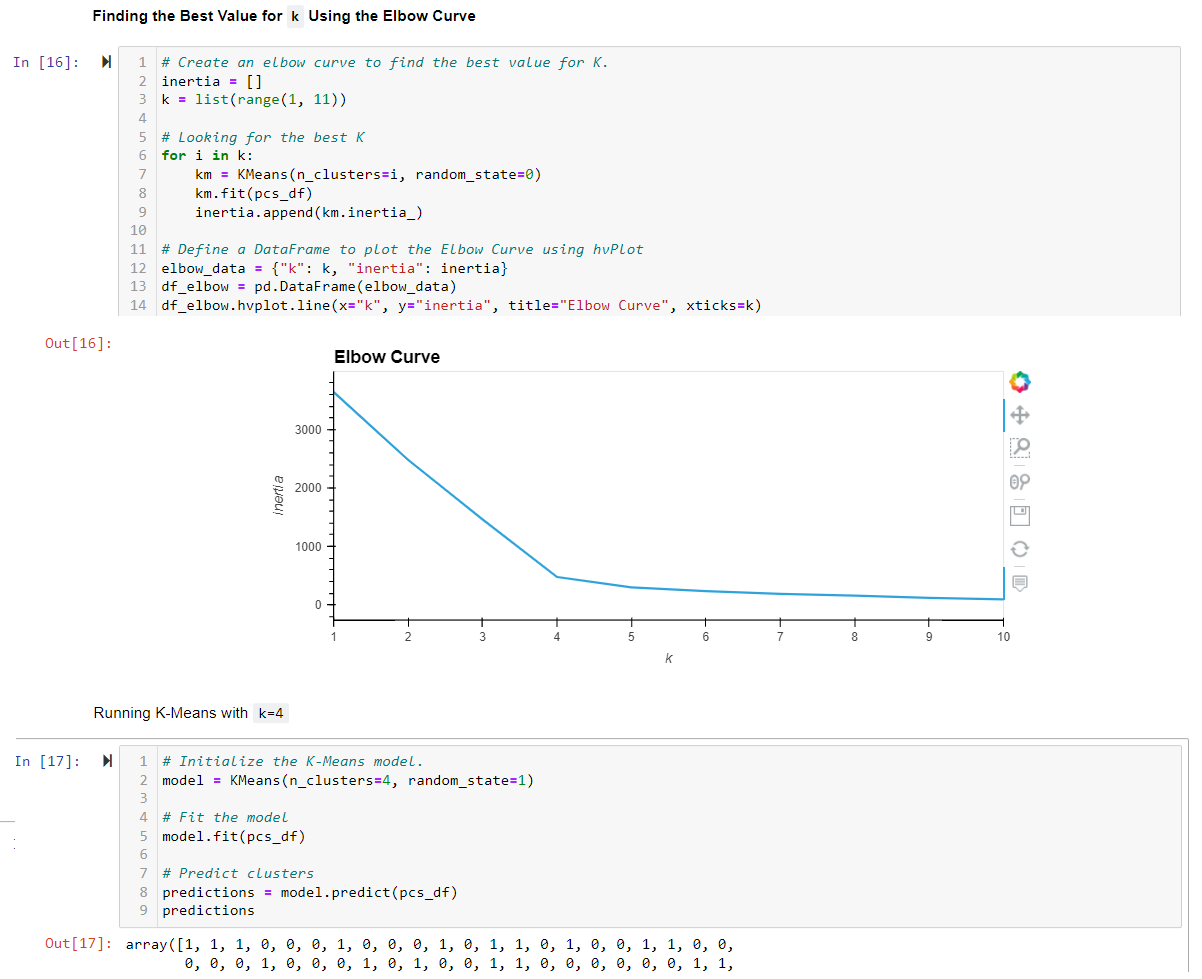 Finding the Best Value for k Using the Elbow Curve
In [16]:
1 # Create an elbow curve to find the best value for K.
2 inertia = []
3 k = list(range(1, 11))
4
5 # Looking for the best K
6 for i in k:
7     km = KMeans(n_clusters=i, random_state=0)
8     km.fit(pcs_df)
9     inertia.append(km.inertia_)
10
11 # Define a DataFrame to plot the Elbow Curve using hvPlot
12 elbow_data = {"k": k, "inertia": inertia}
13 df_elbow = pd.DataFrame(elbow_data)
14 df_elbow.hvplot.line(x="k", y="inertia", title="Elbow Curve", xticks=k)
Out[16]:
Elbow Curve
3000
2000
1000
0
inertia
1 2 3 4 5 6 7 8 9 10
k
Running K-Means with k=4
In [17]:
1 # Initialize the K-Means model.
2 model = KMeans(n_clusters=4, random_state=1)
3
4 # Fit the model
5 model.fit(pcs_df)
6
7 # Predict clusters
8 predictions = model.predict(pcs_df)
9 predictions
Out[17]: array([1, 1, 1, 0, 0, 0, 1, 0, 0, 0, 1, 0, 1, 1, 0, 1, 0, 0, 1, 1, 0, 0,
0, 0, 0, 1, 0, 0, 0, 1, 0, 1, 0, 0, 1, 1, 0, 0, 0, 0, 0, 0, 1, 1,